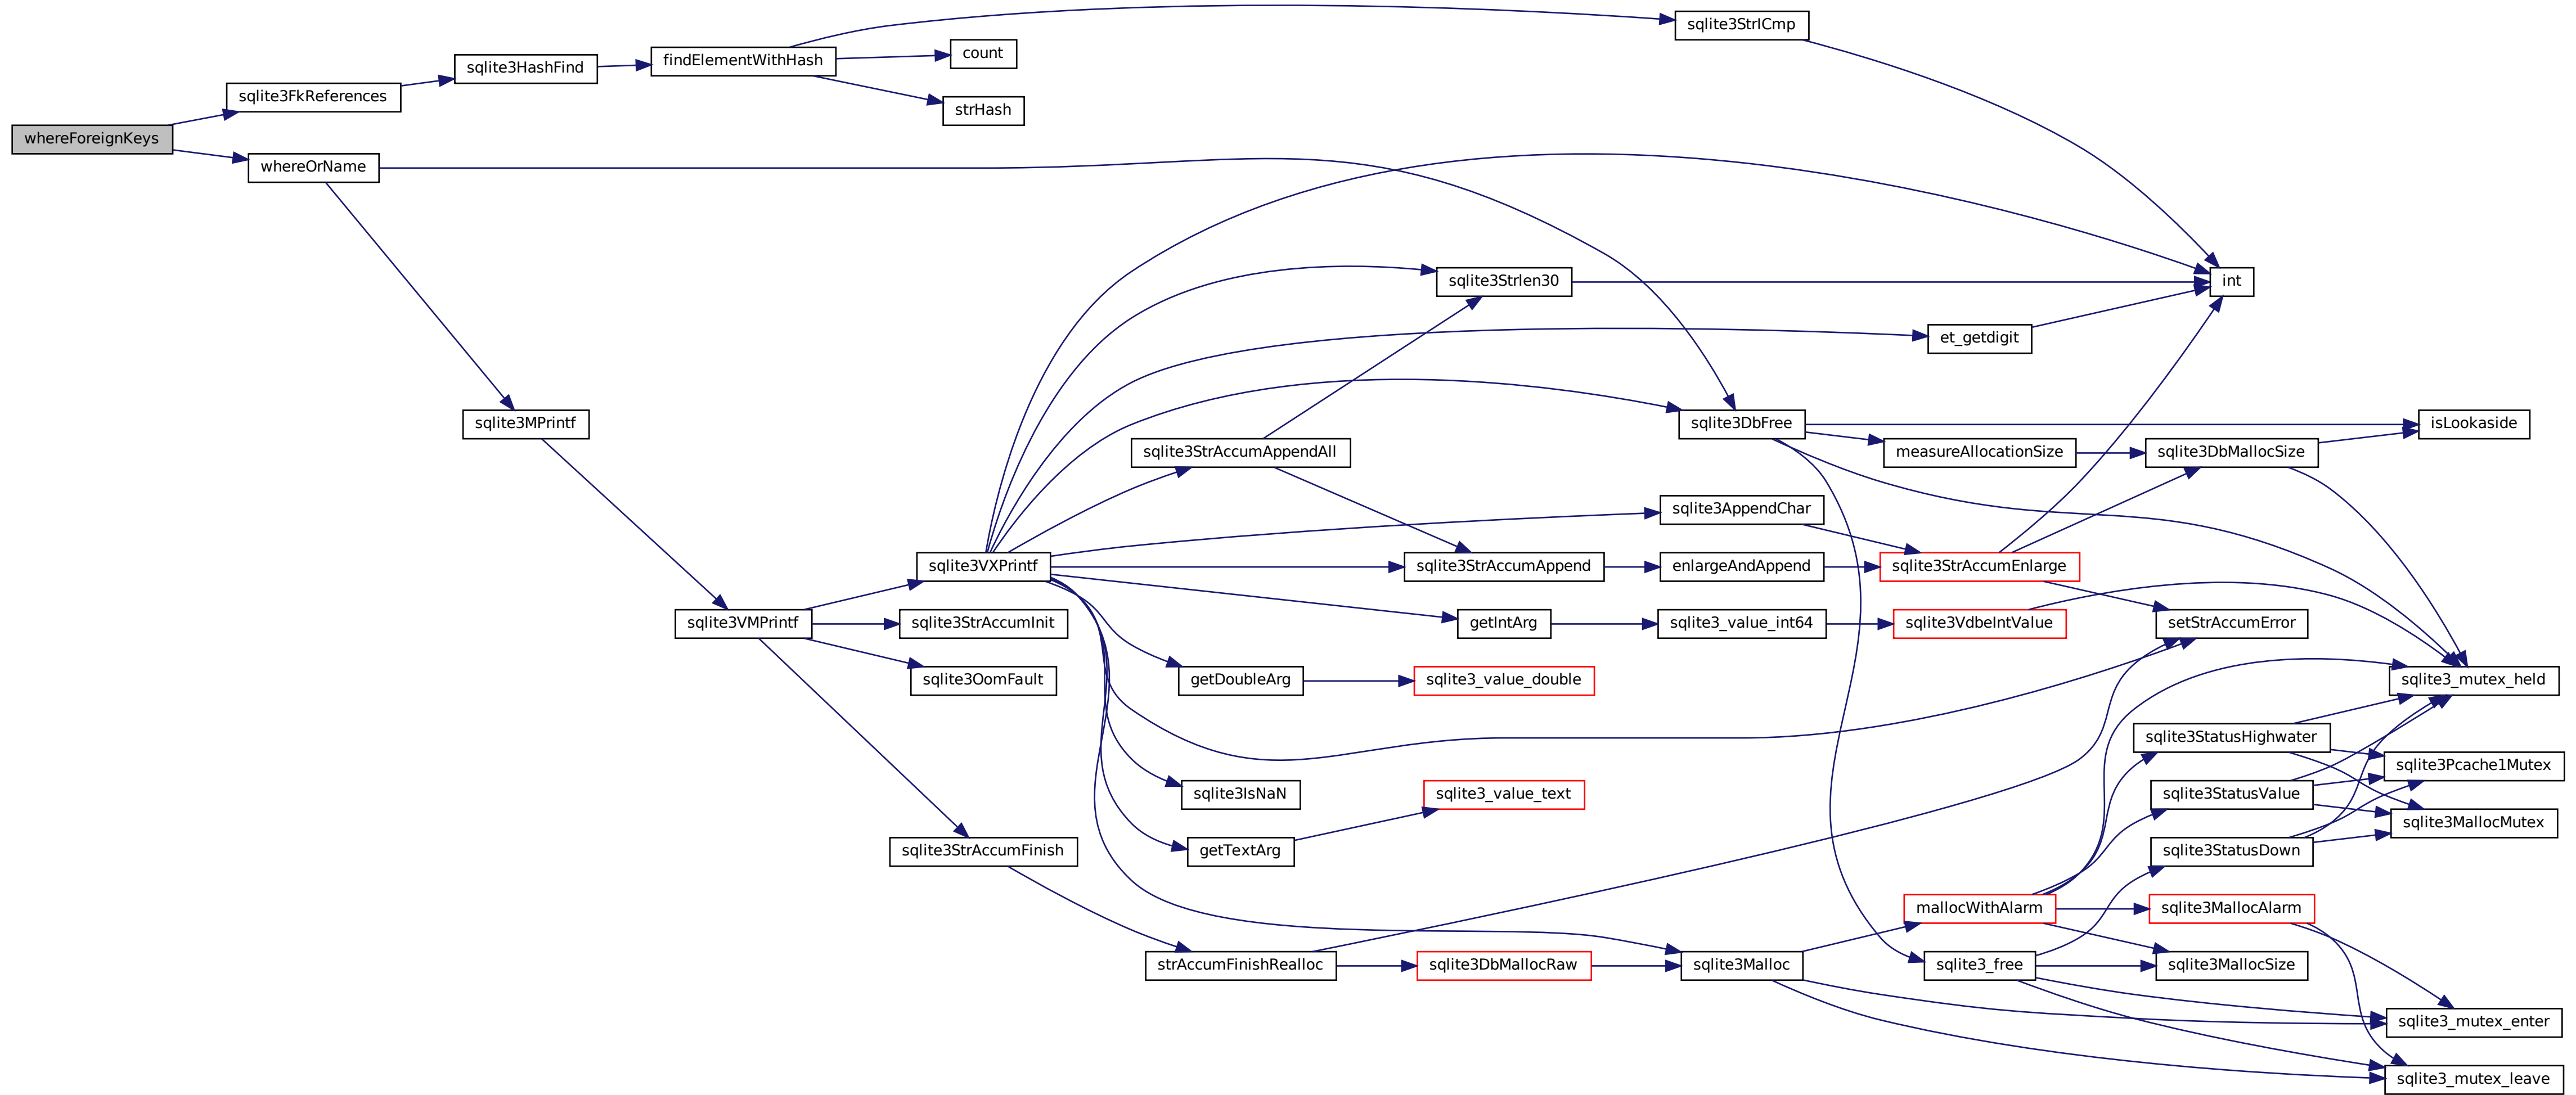 whereForeignKeys
sqlite3FkReferences
sqlite3HashFind
findElementWithHash
sqlite3StrICmp
count
strHash
whereOrName
sqlite3MPrintf
sqlite3VMPrintf
sqlite3VXPrintf
sqlite3StrAccumInit
sqlite3OomFault
sqlite3StrAccumFinish
sqlite3StrAccumAppendAll
sqlite3Strlen30
et_getdigit
int
sqlite3DbFree
isLookaside
measureAllocationSize
sqlite3DbMallocSize
sqlite3AppendChar
sqlite3StrAccumAppend
enlargeAndAppend
sqlite3StrAccumEnlarge
getIntArg
sqlite3_value_int64
sqlite3VdbeIntValue
setStrAccumError
getDoubleArg
sqlite3_value_double
sqlite3_mutex_held
sqlite3StatusHighwater
sqlite3Pcache1Mutex
sqlite3IsNaN
sqlite3_value_text
sqlite3StatusValue
sqlite3MallocMutex
getTextArg
sqlite3StatusDown
mallocWithAlarm
sqlite3MallocAlarm
strAccumFinishRealloc
sqlite3DbMallocRaw
sqlite3Malloc
sqlite3_free
sqlite3MallocSize
sqlite3_mutex_enter
sqlite3_mutex_leave